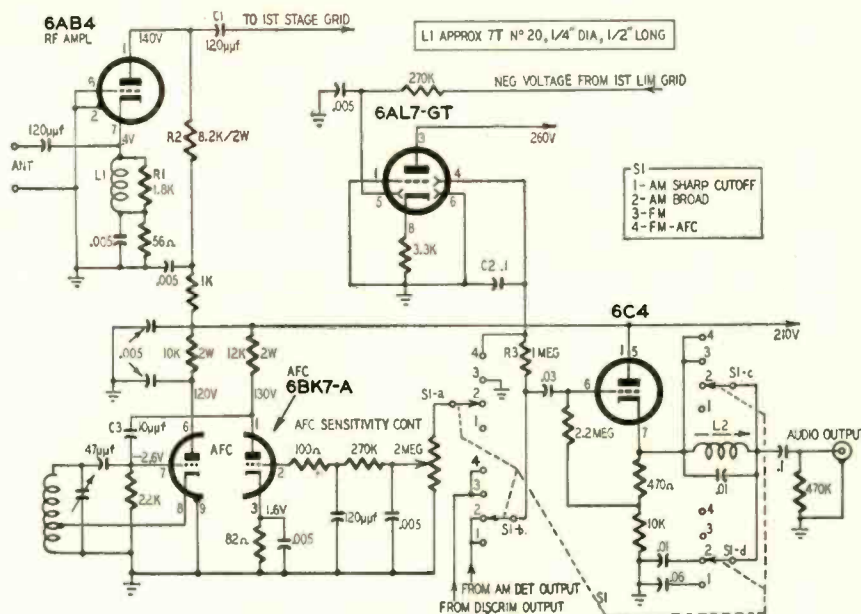 6AB4
RF AMPL
140V
C1
120µµf
TO 1ST STAGE GRID
L1 APPROX 7T Nº 20, 1/4" DIA, 1/2" LONG
1
6
2
7
4V
120µµf
ANT
L1
R1
1.8K
.005
56Ω
.005
R2
8.2K/2W
1K
270K
NEG VOLTAGE FROM 1ST LIM GRID
.005
6AL7-GT
3
260V
1
4
5
6
8
3.3K
C2 .1
S1
1- AM SHARP CUTOFF
2- AM BROAD
3-FM
4-FM-AFC
6C4
210V
.005
10K
2W
12K
2W
120V
130V
AFC
6BK7-A
C3
10µµf
47µµf
-2.6V
6
7
8
9
AFC
1
2
3
1.6V
2.2K
82Ω
.005
AFC SENSITIVITY CONT
100Ω
270K
2MEG
120µµf
.005
S1-a
4
3
2
1
R3
1 MEG
.03
4
3
2
1
S1-b
FROM AM DET OUTPUT
FROM DISCRIM OUTPUT
S1
1
5
6
7
2.2MEG
470Ω
10K
.01
.06
4
3
2
1
S1-c
L2
.01
4
3
2
1
S1-d
.1
AUDIO OUTPUT
470K